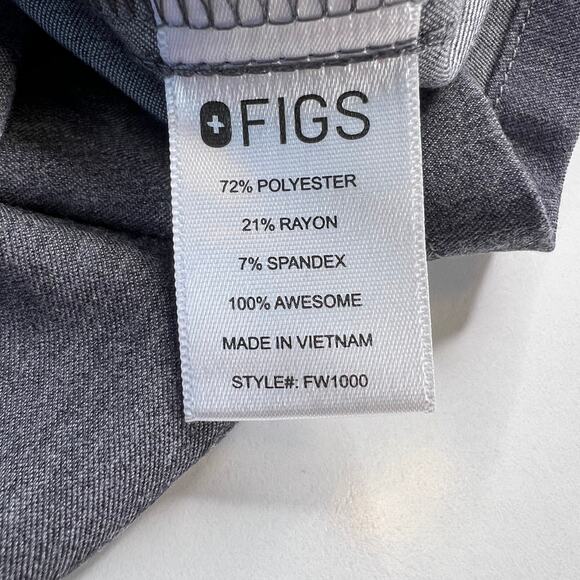 FIGS
72% POLYESTER
21% RAYON
7% SPANDEX
100% AWESOME
MADE IN VIETNAM
STYLE#: FW1000